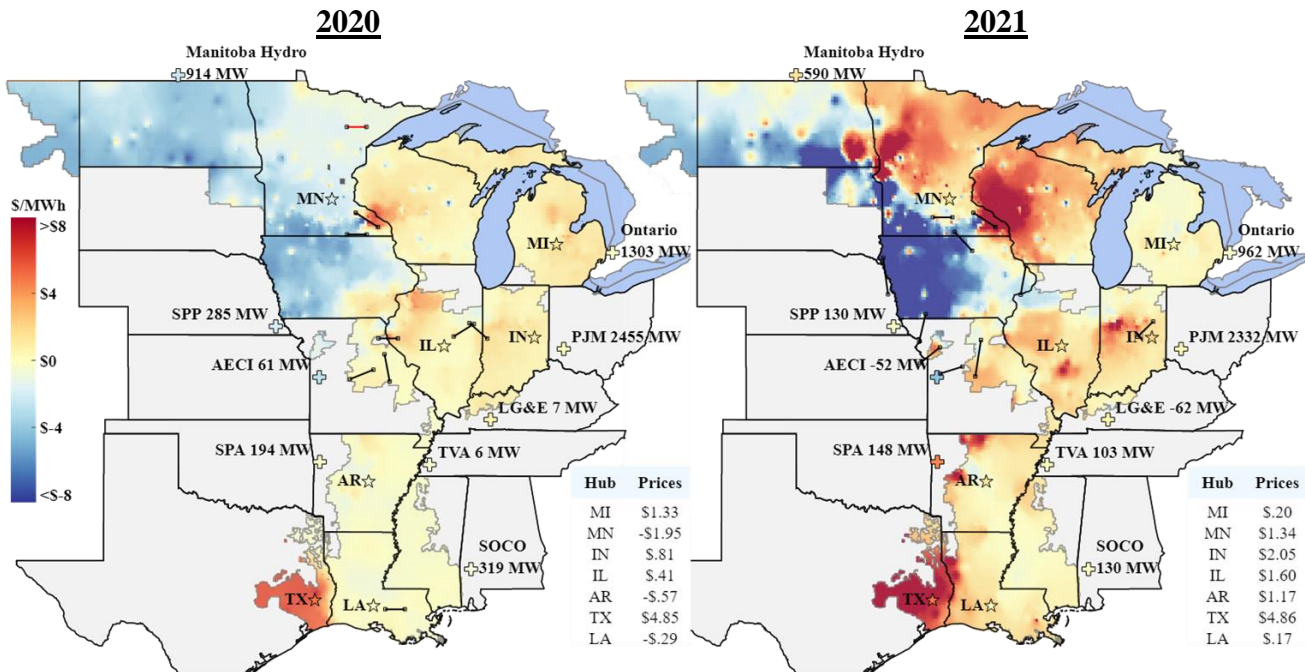 2020
Manitoba Hydro
914 MW
$/MWh
>$8
$4
$0
$-4
<$-8
MN
MI
Ontario
1303 MW
SPP 285 MW
IL
IN
PJM 2455 MW
AECI 61 MW
LG&E 7 MW
SPA 194 MW
TVA 6 MW
AR
SOCO
319 MW
TX
LA
Hub Prices
MI $1.33
MN -$1.95
IN $.81
IL $.41
AR -$.57
TX $4.85
LA -$.29
2021
Manitoba Hydro
590 MW
MN
MI
Ontario
962 MW
SPP 130 MW
IL
IN
PJM 2332 MW
AECI -52 MW
LG&E -62 MW
SPA 148 MW
TVA 103 MW
AR
SOCO
130 MW
TX
LA
Hub Prices
MI $.20
MN $1.34
IN $2.05
IL $1.60
AR $1.17
TX $4.86
LA $.17